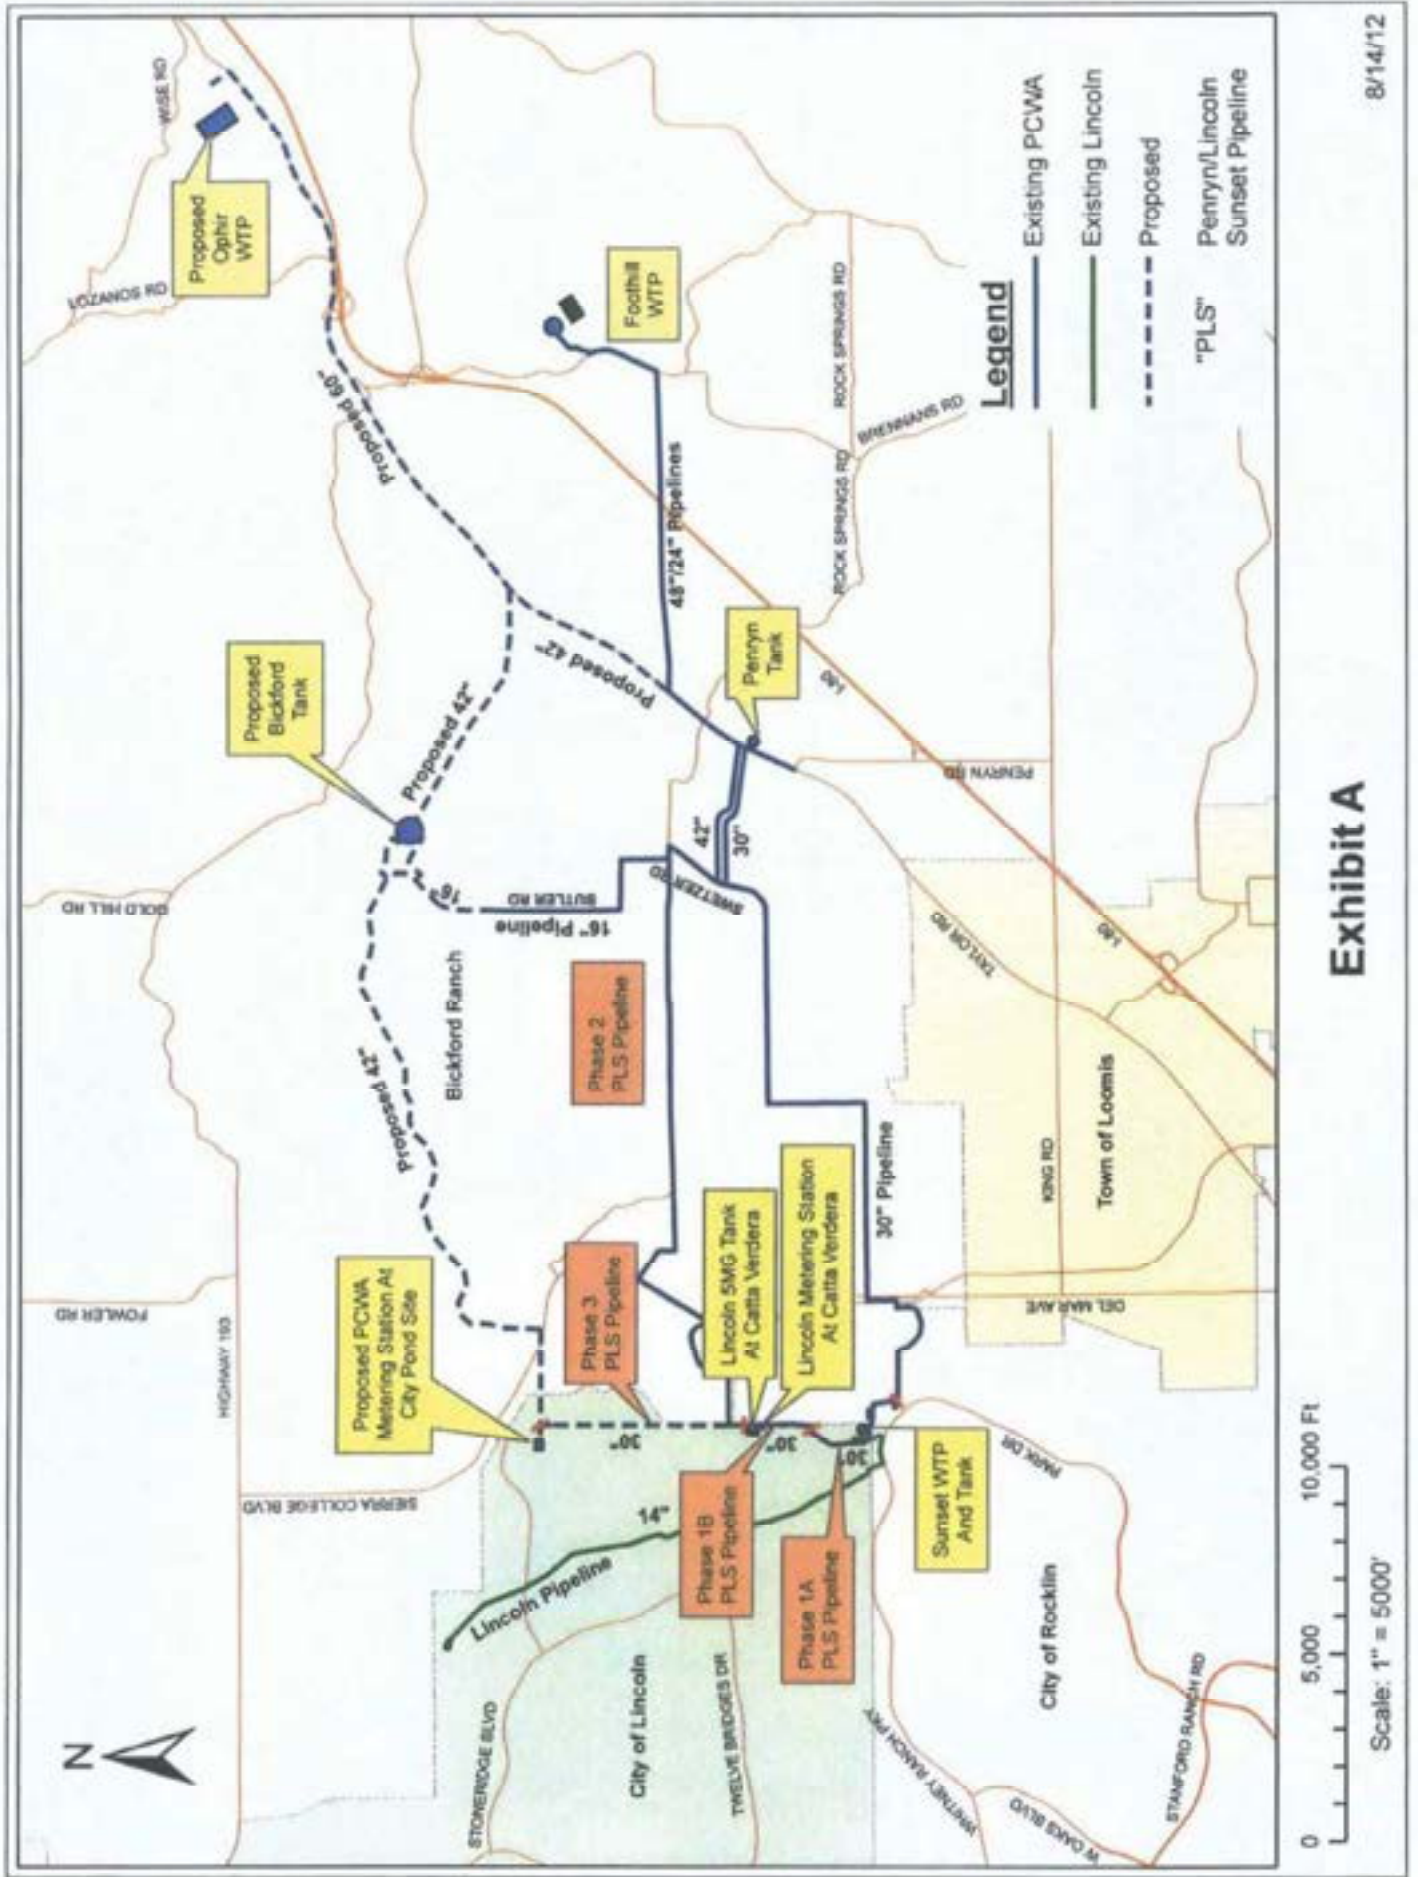 N
WISE RD
LOZANOS RD
Proposed
Ophir
WTP
Proposed 60"
Foothill
WTP
48"/24" Pipelines
ROCK SPRINGS RD
ROCK SPRINGS RD
BRENNANS RD
Proposed
Bickford
Tank
Proposed 42"
Proposed 42"
Penryn
Tank
I-80
PENRYN RD
GOLD HILL RD
16"
BUTLER RD
16" Pipeline
42"
30"
SWETZER RD
TAYLOR RD
I-80
Bickford Ranch
Phase 2
PLS Pipeline
Proposed 42"
30" Pipeline
KING RD
Town of Loomis
DEL MAR AVE
FOWLER RD
HIGHWAY 193
Proposed PCWA
Metering Station At
City Pond Site
Phase 3
PLS Pipeline
Lincoln 5MG Tank
At Catta Verdera
Lincoln Metering Station
At Catta Verdera
SIERRA COLLEGE BLVD
30"
30"
30"
14"
Lincoln Pipeline
Phase 1B
PLS Pipeline
Phase 1A
PLS Pipeline
Sunset WTP
And Tank
PARK DR
City of Lincoln
City of Rocklin
STONERIDGE BLVD
TWELVE BRIDGES DR
WHITNEY RANCH PKY
W OAKS BLVD
STANFORD RANCH RD
Legend
Existing PCWA
Existing Lincoln
Proposed
"PLS" Penryn/Lincoln
Sunset Pipeline
0 5,000 10,000 Ft
Scale: 1" = 5000'
Exhibit A
8/14/12